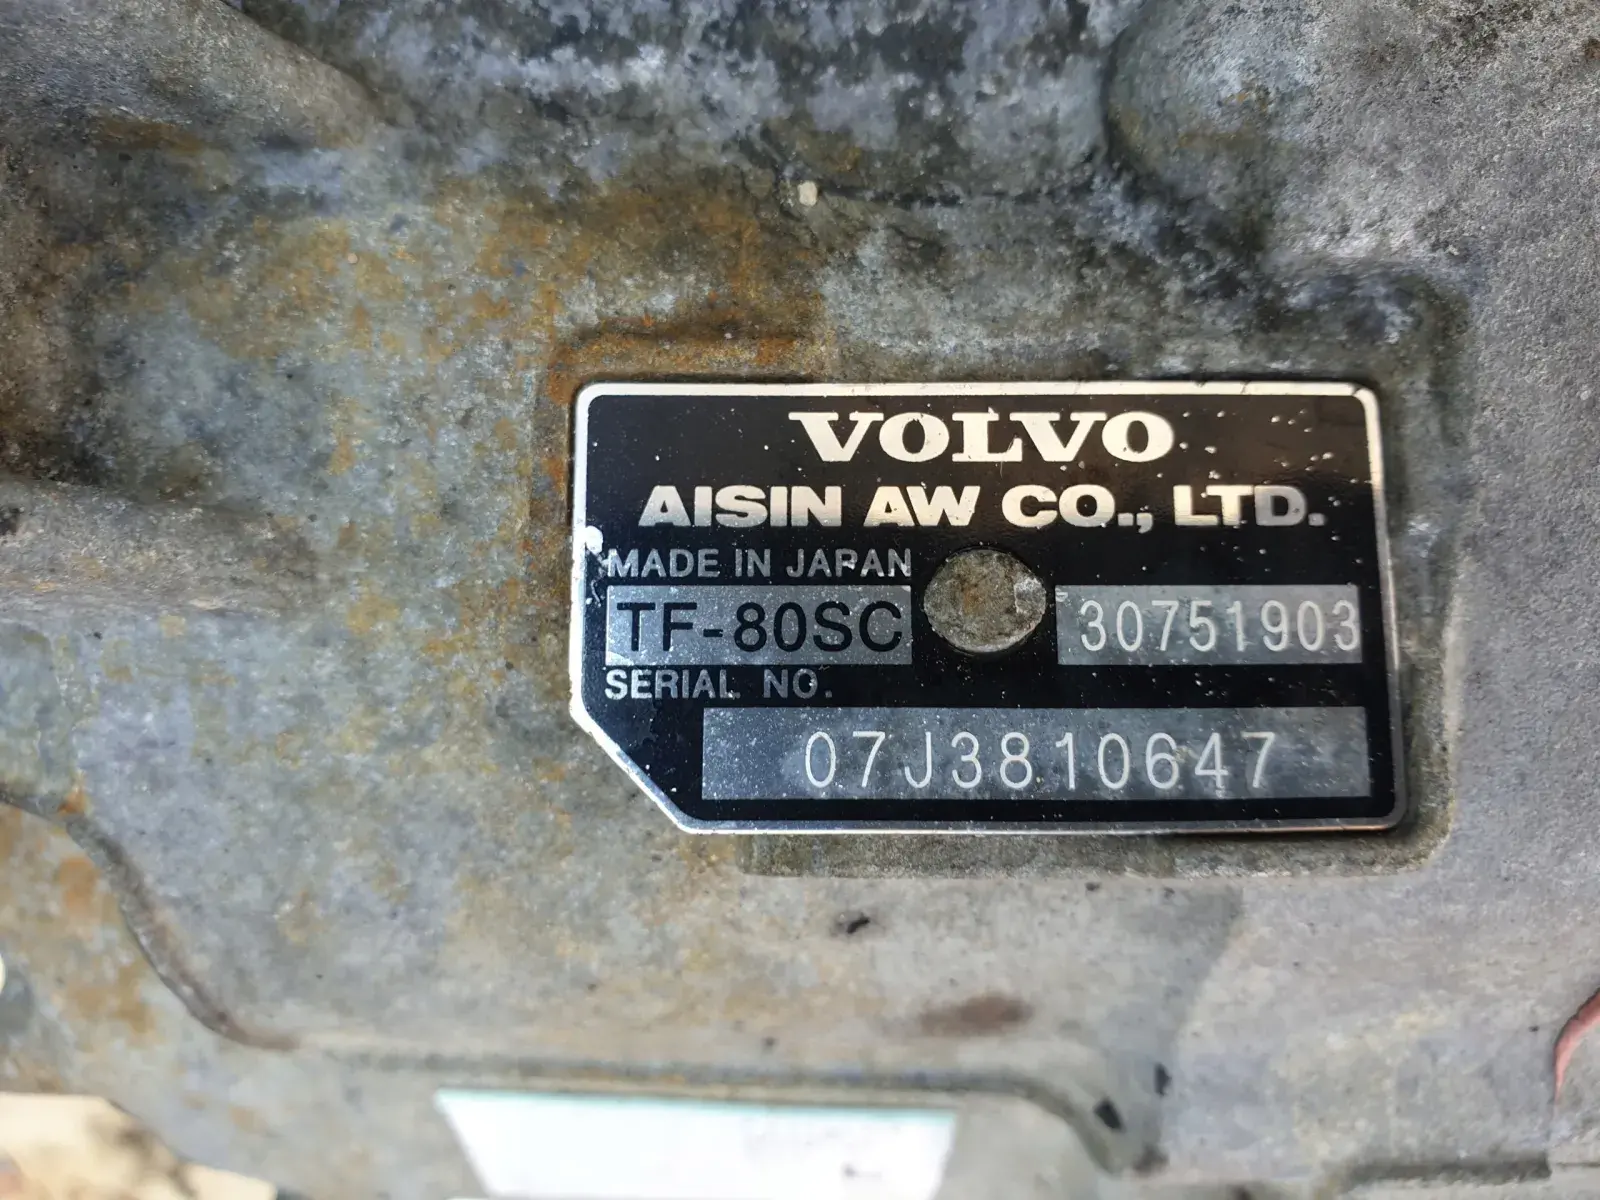 VOLVO
AISIN AW CO., LTD.
MADE IN JAPAN
TF-80SC 30751903
SERIAL NO.
07J3810647